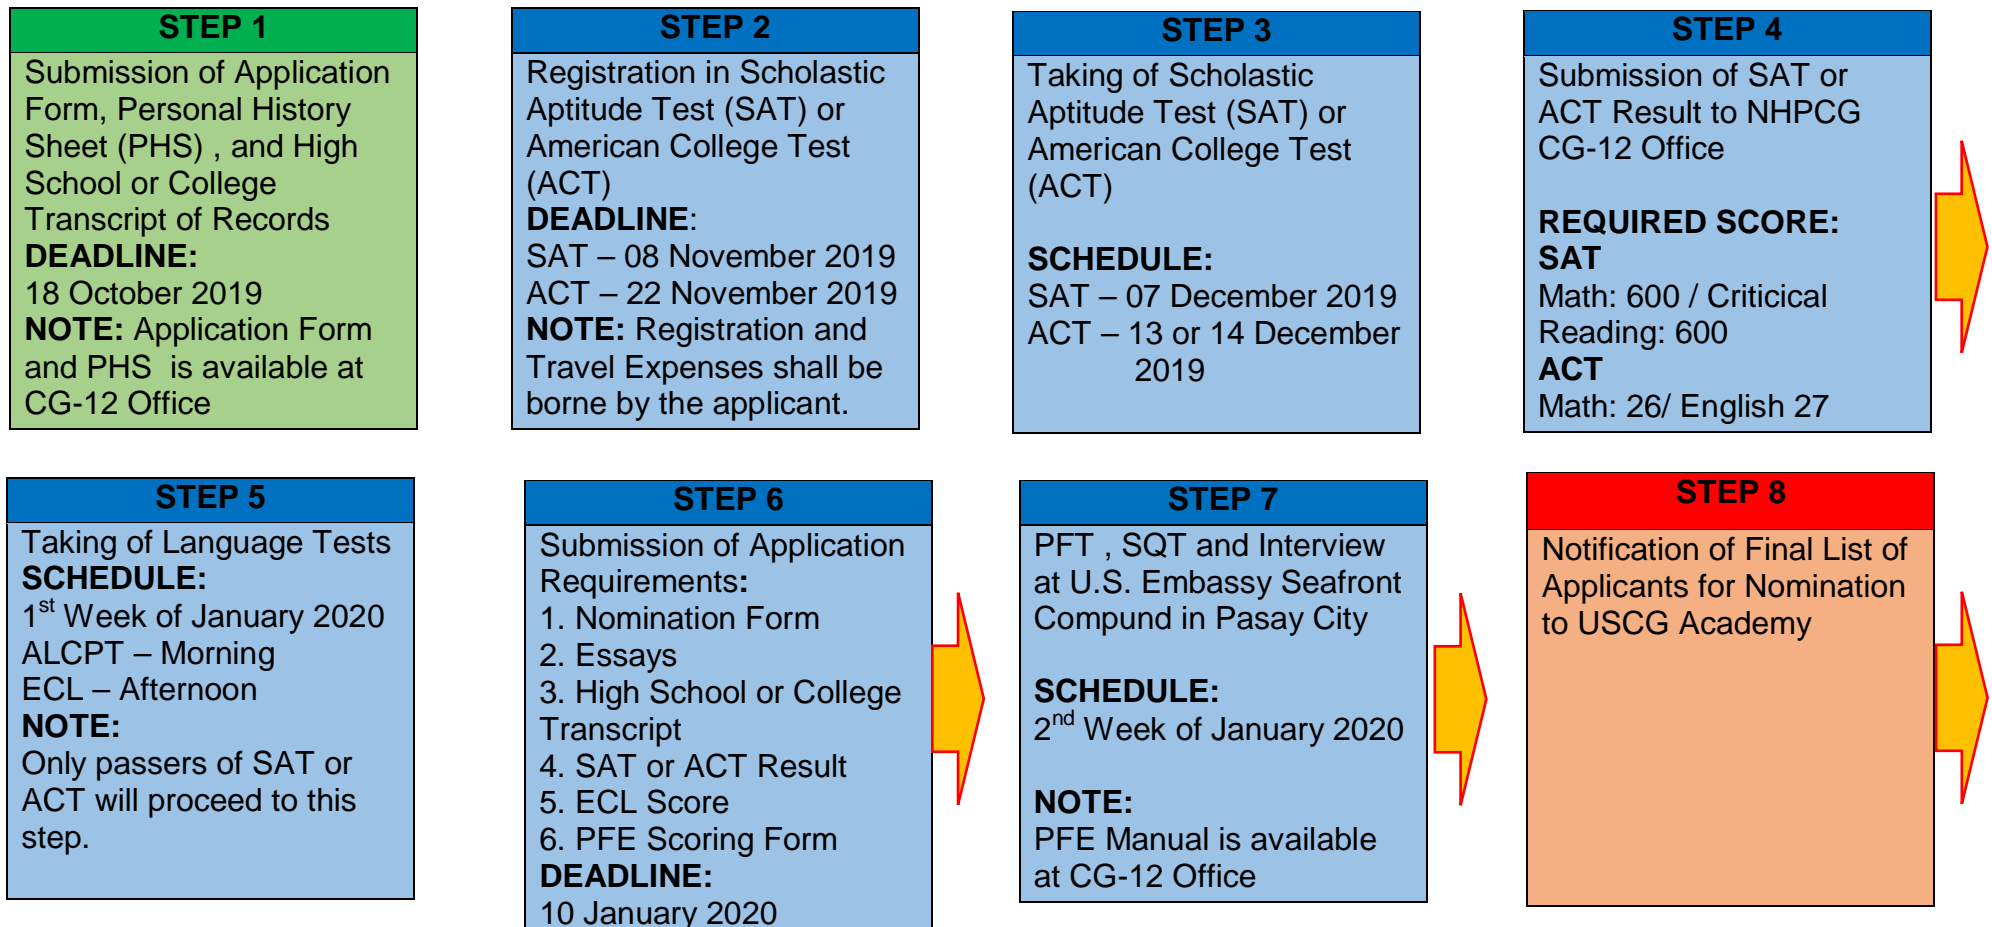 STEP 1
Submission of Application
Form, Personal History
Sheet (PHS) , and High
School or College
Transcript of Records
DEADLINE:
18 October 2019
NOTE: Application Form
and PHS is available at
CG-12 Office
STEP 2
Registration in Scholastic
Aptitude Test (SAT) or
American College Test
(ACT)
DEADLINE:
SAT – 08 November 2019
ACT – 22 November 2019
NOTE: Registration and
Travel Expenses shall be
borne by the applicant.
STEP 3
Taking of Scholastic
Aptitude Test (SAT) or
American College Test
(ACT)
SCHEDULE:
SAT – 07 December 2019
ACT – 13 or 14 December
2019
STEP 4
Submission of SAT or
ACT Result to NHPCG
CG-12 Office
REQUIRED SCORE:
SAT
Math: 600 / Criticical
Reading: 600
ACT
Math: 26/ English 27
STEP 5
Taking of Language Tests
SCHEDULE:
1st Week of January 2020
ALCPT – Morning
ECL – Afternoon
NOTE:
Only passers of SAT or
ACT will proceed to this
step.
STEP 6
Submission of Application
Requirements:
1. Nomination Form
2. Essays
3. High School or College
Transcript
4. SAT or ACT Result
5. ECL Score
6. PFE Scoring Form
DEADLINE:
10 January 2020
STEP 7
PFT , SQT and Interview
at U.S. Embassy Seafront
Compund in Pasay City
SCHEDULE:
2nd Week of January 2020
NOTE:
PFE Manual is available
at CG-12 Office
STEP 8
Notification of Final List of
Applicants for Nomination
to USCG Academy